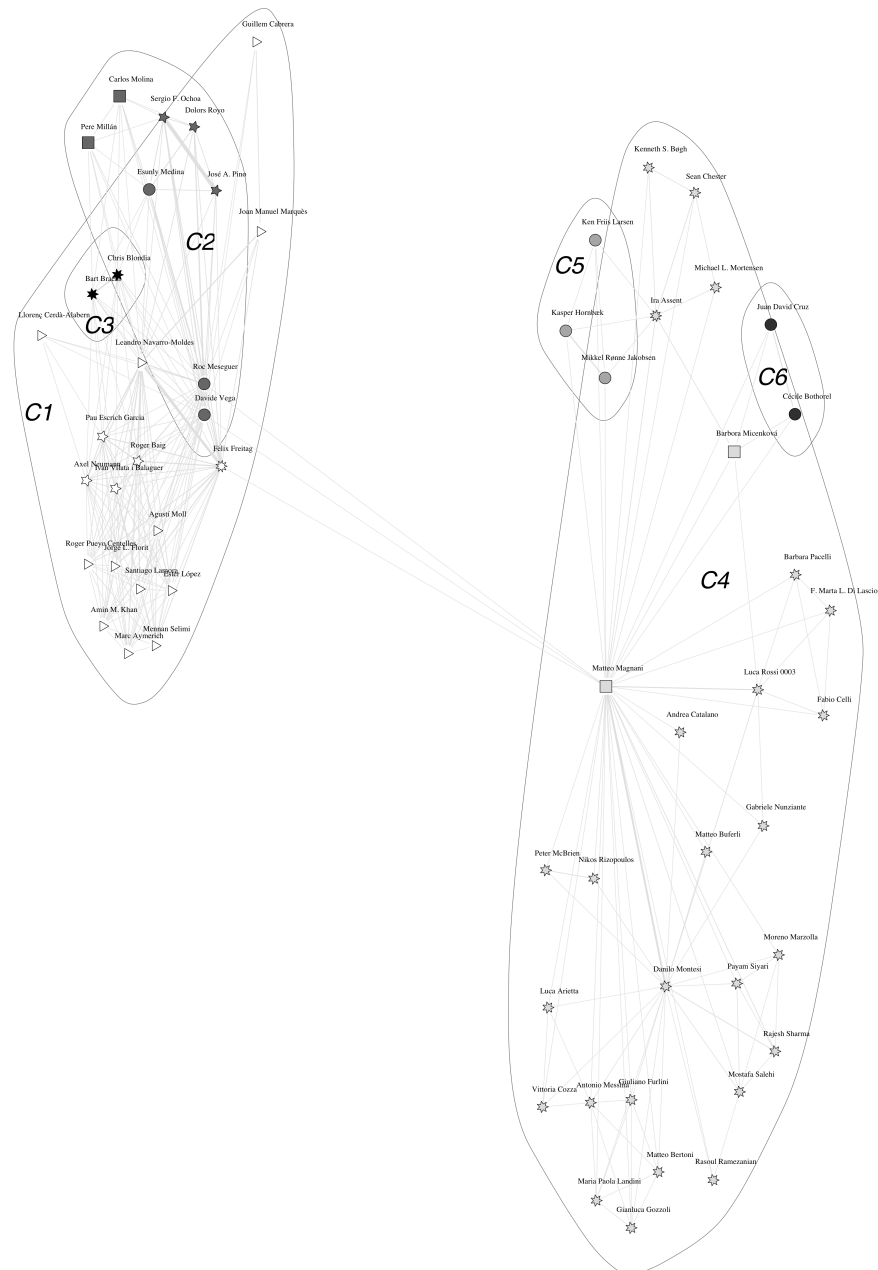 Guillem Cabrera
Carlos Molina
Sergio F. Ochoa
Dolors Royo
Pere Millán
Esunly Medina
José A. Pino
Joan Manuel Marquès
C2
Chris Blondia
Bart Braem
Llorenç Cerdà-Alabern
C3
Leandro Navarro-Moldes
Roc Meseguer
Davide Vega
C1
Pau Escrich Garcia
Roger Baig
Felix Freitag
Axel Neumann
Ivan Vilata i Balaguer
Agustí Moll
Roger Pueyo Centelles
Jorge L. Florit
Santiago Lamora
Ester López
Amin M. Khan
Mennan Selimi
Marc Aymerich
Kenneth S. Bøgh
Sean Chester
Ken Friis Larsen
C5
Michael L. Mortensen
Ira Assent
Juan David Cruz
Kasper Hornbæk
Mikkel Rønne Jakobsen
C6
Cécile Bothorel
Barbora Micenková
Barbara Pacelli
C4
F. Marta L. Di Lascio
Matteo Magnani
Luca Rossi 0003
Fabio Celli
Andrea Catalano
Gabriele Nunziante
Matteo Buferli
Peter McBrien
Nikos Rizopoulos
Moreno Marzolla
Danilo Montesi
Payam Siyari
Luca Arietta
Rajesh Sharma
Mostafa Salehi
Vittoria Cozza
Antonio Messina
Giuliano Furlini
Matteo Bertoni
Rasoul Ramezanian
Maria Paola Landini
Gianluca Gozzoli